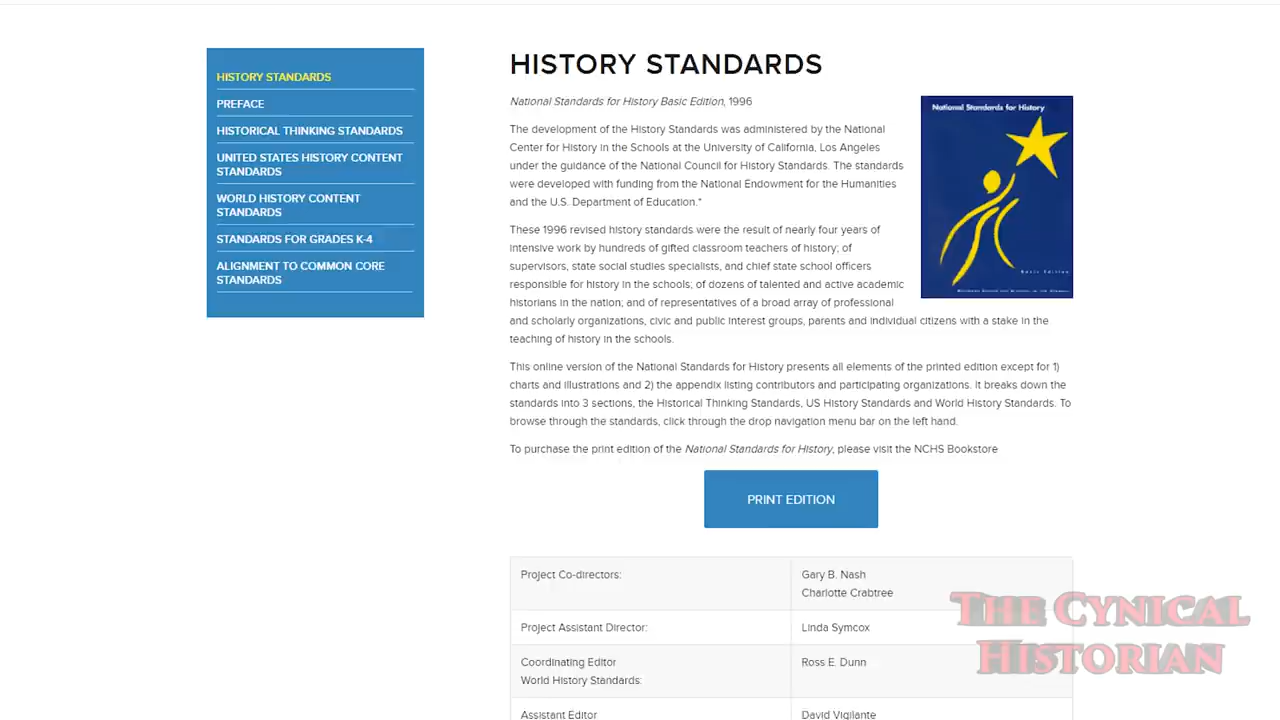 HISTORY STANDARDS
PREFACE
HISTORICAL THINKING STANDARDS
UNITED STATES HISTORY CONTENT
STANDARDS
WORLD HISTORY CONTENT
STANDARDS
STANDARDS FOR GRADES K-4
ALIGNMENT TO COMMON CORE
STANDARDS
HISTORY STANDARDS
National Standards for History Basic Edition, 1996
The development of the History Standards was administered by the National
Center for History in the Schools at the University of California, Los Angeles
under the guidance of the National Council for History Standards. The standards
were developed with funding from the National Endowment for the Humanities
and the U.S. Department of Education.*
These 1996 revised history standards were the result of nearly four years of
intensive work by hundreds of gifted classroom teachers of history; of
supervisors, state social studies specialists, and chief state school officers
responsible for history in the schools; of dozens of talented and active academic
historians in the nation; and of representatives of a broad array of professional
and scholarly organizations, civic and public interest groups, parents and individual citizens with a stake in the
teaching of history in the schools.
National Standards for History
Basic Edition
This online version of the National Standards for History presents all elements of the printed edition except for 1)
charts and illustrations and 2) the appendix listing contributors and participating organizations. It breaks down the
standards into 3 sections, the Historical Thinking Standards, US History Standards and World History Standards. To
browse through the standards, click through the drop navigation menu bar on the left hand.
To purchase the print edition of the National Standards for History, please visit the NCHS Bookstore
PRINT EDITION
Project Co-directors: Gary B. Nash
Charlotte Crabtree
Project Assistant Director: Linda Symcox
Coordinating Editor Ross E. Dunn
World History Standards:
Assistant Editor David Vigilante
THE CYNICAL
HISTORIAN